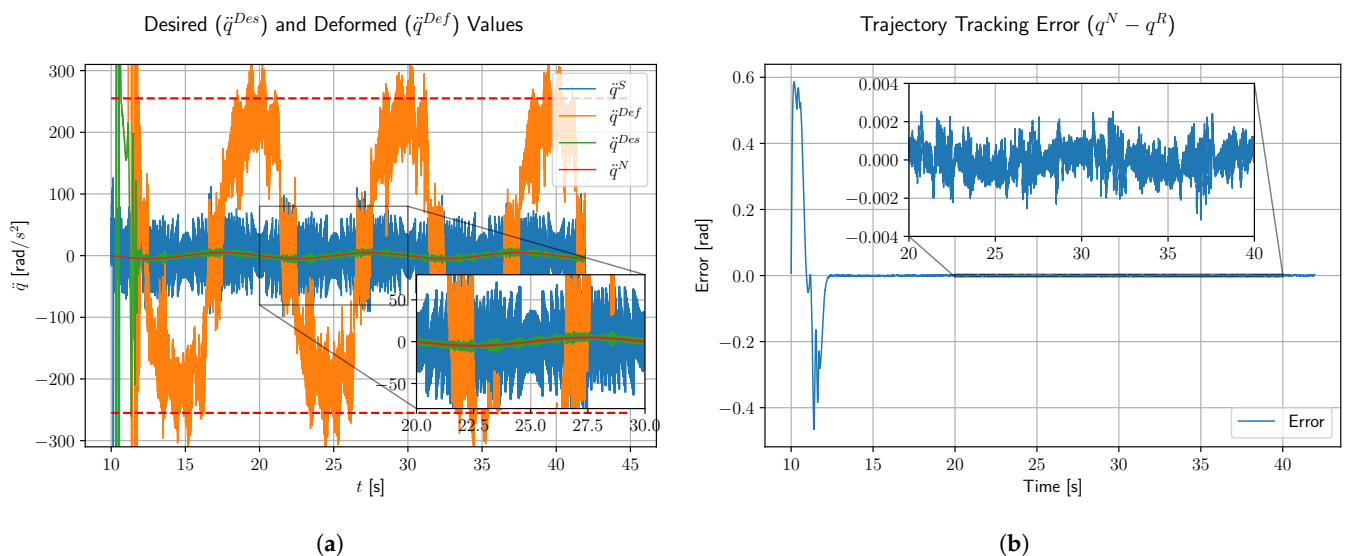 Desired (q̈^Des) and Deformed (q̈^Def) Values
300
200
100
0
−100
−200
−300
q̈ [rad/s²]
q̈^S
q̈^Def
q̈^Des
q̈^N
50
0
−50
20.0 22.5 25.0 27.5 30.0
10 15 20 25 30 35 40 45
t [s]
(a)
Trajectory Tracking Error (q^N − q^R)
0.6
0.4
0.2
0.0
−0.2
−0.4
Error [rad]
0.004
0.002
0.000
−0.002
−0.004
20 25 30 35 40
Error
10 15 20 25 30 35 40
Time [s]
(b)